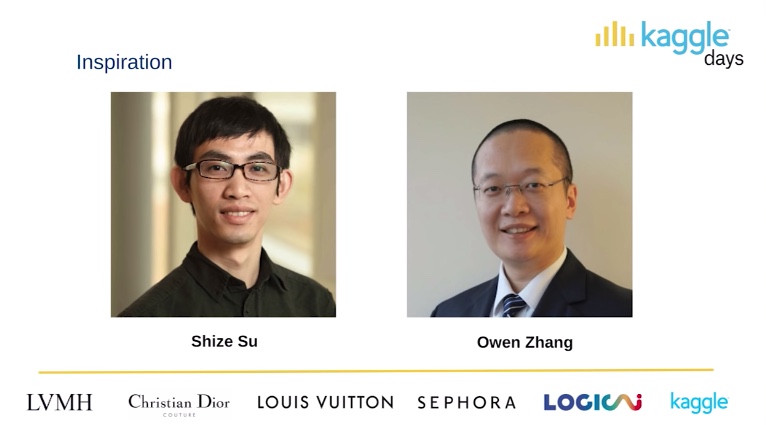 kaggle
days
Inspiration
Shize Su
Owen Zhang
LVMH
Christian Dior
COUTURE
LOUIS VUITTON
SEPHORA
LOGICAI
kaggle